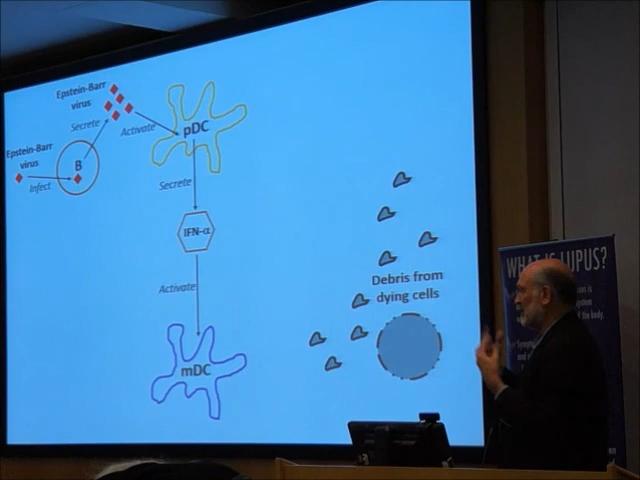 Epstein-Barr
virus
Secrete
Activate
pDC
Epstein-Barr
virus
Infect
B
Secrete
IFN-α
Activate
mDC
Debris from
dying cells
WHAT IS LUPUS?